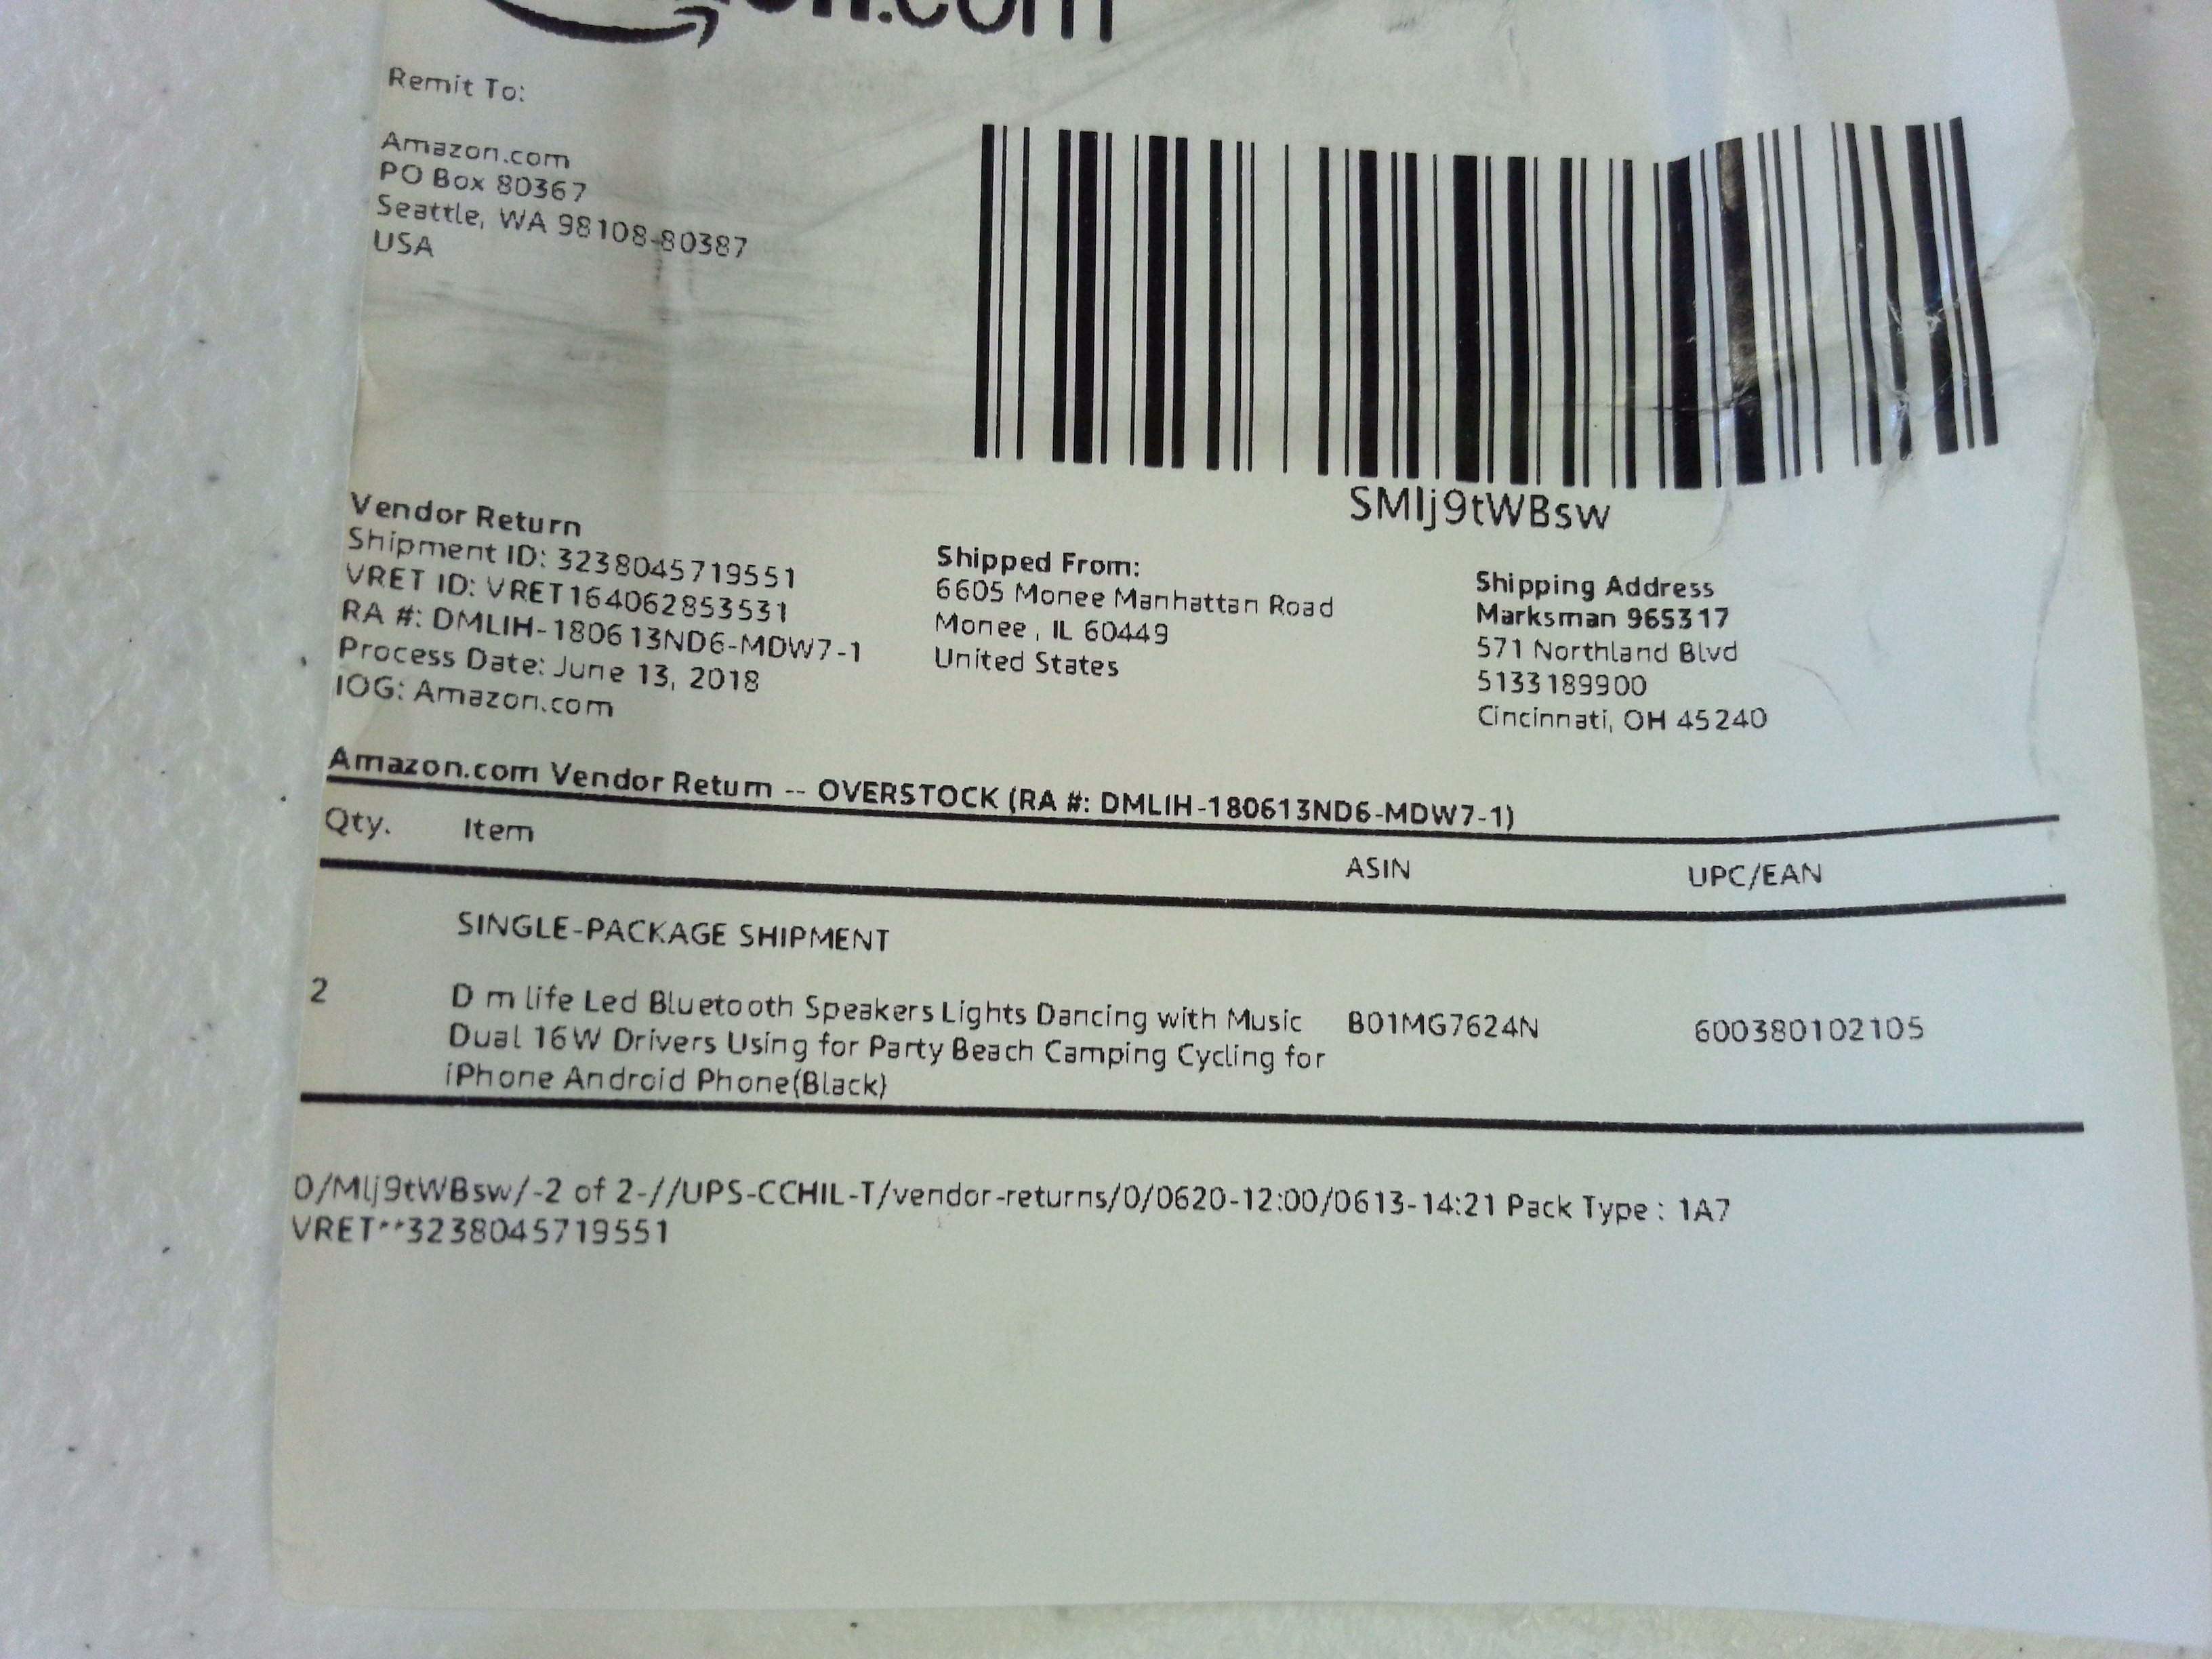 .com
Remit To:
Amazon.com
PO Box 80367
Seattle, WA 98108-80387
USA
SMIj9tWBsw
Vendor Return
Shipment ID: 3238045719551
VRET ID: VRET164062853531
RA #: DMLIH-180613ND6-MDW7-1
Process Date: June 13, 2018
IOG: Amazon.com
Shipped From:
6605 Monee Manhattan Road
Monee , IL 60449
United States
Shipping Address
Marksman 965317
571 Northland Blvd
5133189900
Cincinnati, OH 45240
Amazon.com Vendor Return -- OVERSTOCK (RA #: DMLIH-180613ND6-MDW7-1)
Qty. Item ASIN UPC/EAN
SINGLE-PACKAGE SHIPMENT
2 D m life Led Bluetooth Speakers Lights Dancing with Music B01MG7624N 600380102105
Dual 16W Drivers Using for Party Beach Camping Cycling for
iPhone Android Phone(Black)
0/MIj9tWBsw/-2 of 2-//UPS-CCHIL-T/vendor-returns/0/0620-12:00/0613-14:21 Pack Type : 1A7
VRET**3238045719551